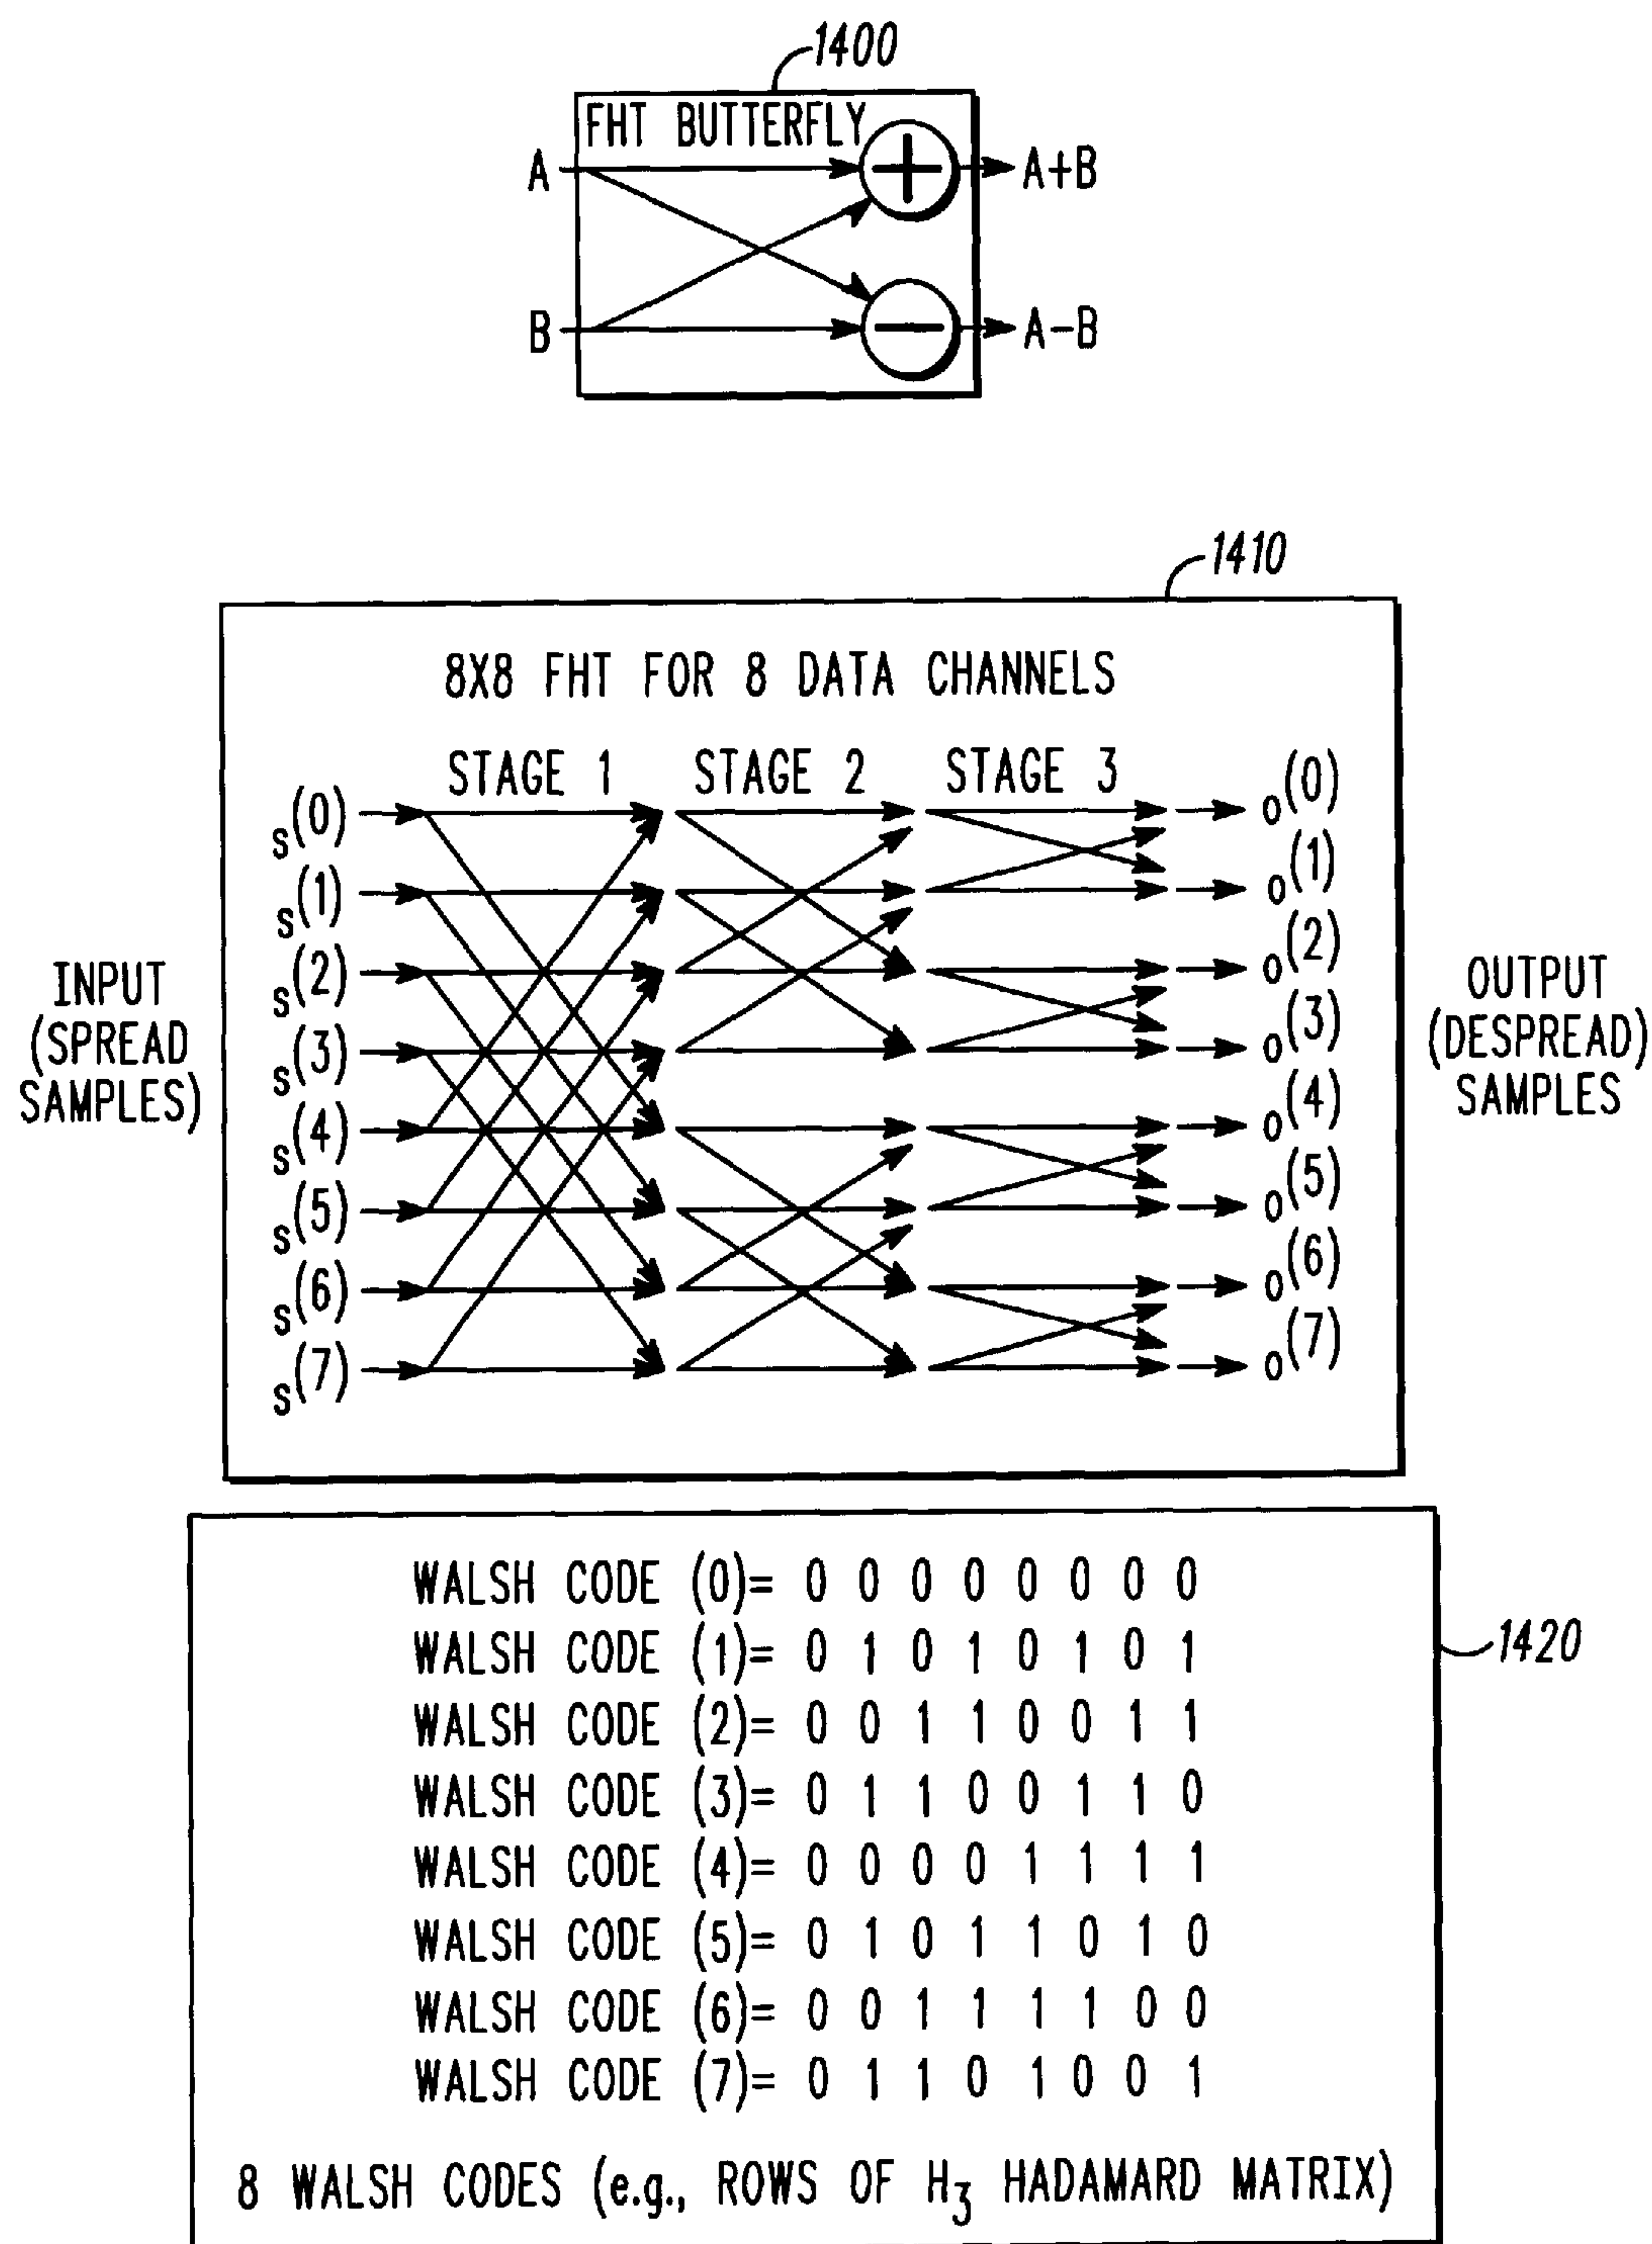 1400
FHT BUTTERFLY
A
A+B
B
A-B
1410
8X8 FHT FOR 8 DATA CHANNELS
STAGE 1 STAGE 2 STAGE 3
s(0) o(0)
s(1) o(1)
s(2) o(2)
s(3) o(3)
s(4) o(4)
s(5) o(5)
s(6) o(6)
s(7) o(7)
INPUT
(SPREAD
SAMPLES)
OUTPUT
(DESPREAD)
SAMPLES
WALSH CODE (0)= 0 0 0 0 0 0 0 0
WALSH CODE (1)= 0 1 0 1 0 1 0 1
WALSH CODE (2)= 0 0 1 1 0 0 1 1
WALSH CODE (3)= 0 1 1 0 0 1 1 0
WALSH CODE (4)= 0 0 0 0 1 1 1 1
WALSH CODE (5)= 0 1 0 1 1 0 1 0
WALSH CODE (6)= 0 0 1 1 1 1 0 0
WALSH CODE (7)= 0 1 1 0 1 0 0 1
1420
8 WALSH CODES (e.g., ROWS OF H3 HADAMARD MATRIX)